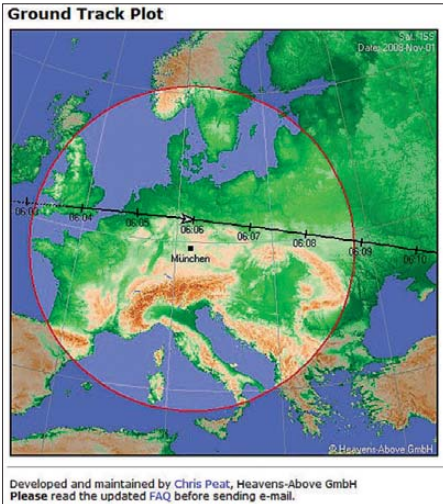 Ground Track Plot
Sat.: ISS
Date: 2008-Nov-01
06:03
06:04
06:05
06:06
06:07
06:08
06:09
06:10
München
© Heavens-Above GmbH
Developed and maintained by Chris Peat, Heavens-Above GmbH
Please read the updated FAQ before sending e-mail.